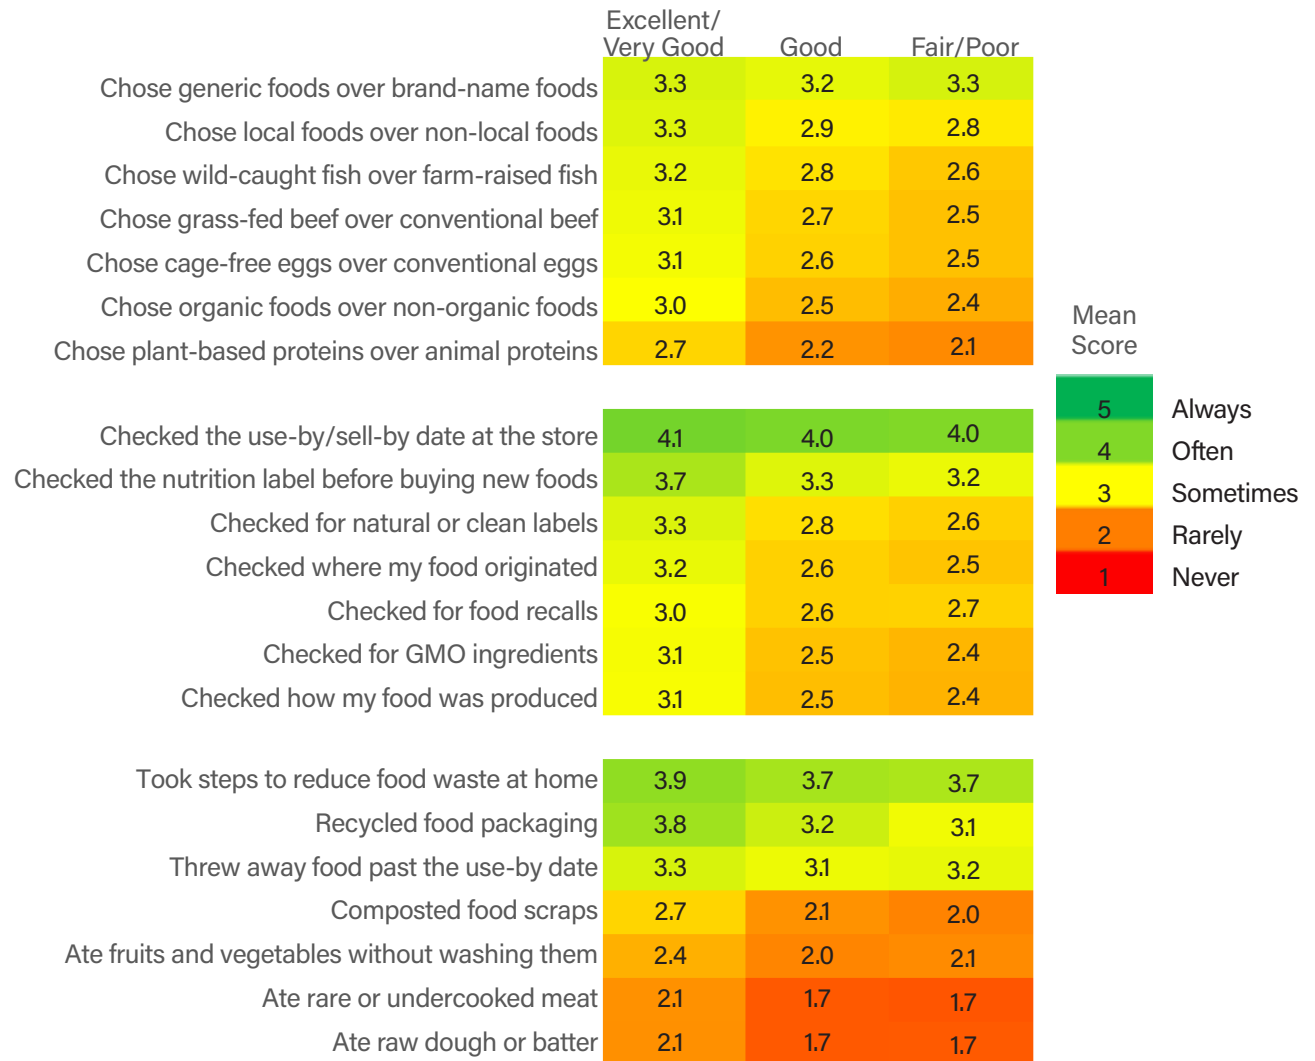 Excellent/
Very Good Good Fair/Poor
Chose generic foods over brand-name foods 3.3 3.2 3.3
Chose local foods over non-local foods 3.3 2.9 2.8
Chose wild-caught fish over farm-raised fish 3.2 2.8 2.6
Chose grass-fed beef over conventional beef 3.1 2.7 2.5
Chose cage-free eggs over conventional eggs 3.1 2.6 2.5
Chose organic foods over non-organic foods 3.0 2.5 2.4
Chose plant-based proteins over animal proteins 2.7 2.2 2.1
Checked the use-by/sell-by date at the store 4.1 4.0 4.0
Checked the nutrition label before buying new foods 3.7 3.3 3.2
Checked for natural or clean labels 3.3 2.8 2.6
Checked where my food originated 3.2 2.6 2.5
Checked for food recalls 3.0 2.6 2.7
Checked for GMO ingredients 3.1 2.5 2.4
Checked how my food was produced 3.1 2.5 2.4
Took steps to reduce food waste at home 3.9 3.7 3.7
Recycled food packaging 3.8 3.2 3.1
Threw away food past the use-by date 3.3 3.1 3.2
Composted food scraps 2.7 2.1 2.0
Ate fruits and vegetables without washing them 2.4 2.0 2.1
Ate rare or undercooked meat 2.1 1.7 1.7
Ate raw dough or batter 2.1 1.7 1.7
Mean
Score
5 Always
4 Often
3 Sometimes
2 Rarely
1 Never